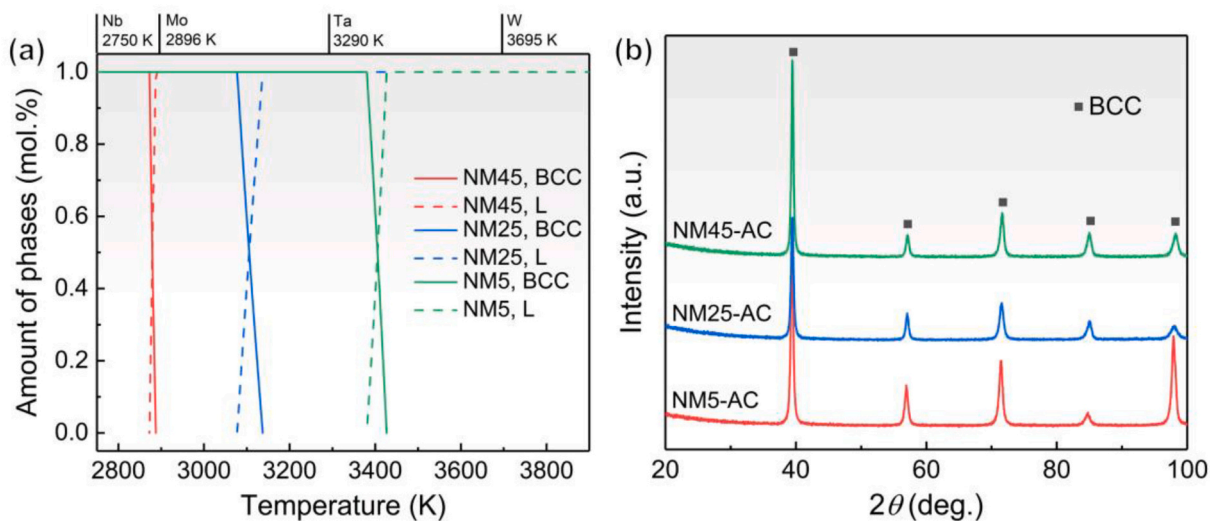 (a)
Nb Mo Ta W
2750 K 2896 K 3290 K 3695 K
Amount of phases (mol.%)
1.0
0.8
0.6
0.4
0.2
0.0
NM45, BCC
NM45, L
NM25, BCC
NM25, L
NM5, BCC
NM5, L
2800 3000 3200 3400 3600 3800
Temperature (K)
(b)
Intensity (a.u.)
BCC
NM45-AC
NM25-AC
NM5-AC
20 40 60 80 100
2θ (deg.)